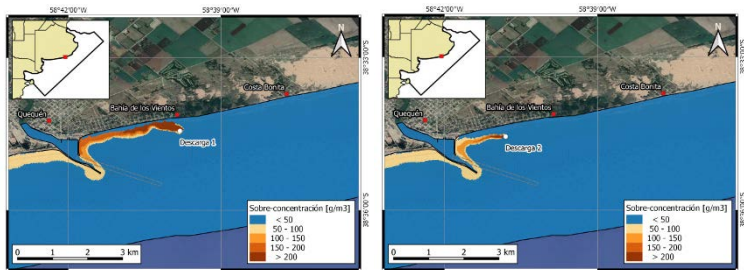 58°42'00"W
58°39'00"W
N
38°33'00"S
Costa Bonita
Bahía de los Vientos
Quequén
Descarga 1
Sobre-concentración [g/m3]
< 50
50 - 100
100 - 150
150 - 200
> 200
38°36'00"S
0 1 2 3 km
58°42'00"W
58°39'00"W
N
38°33'00"S
Costa Bonita
Bahía de los Vientos
Quequén
Descarga 2
Sobre-concentración [g/m3]
< 50
50 - 100
100 - 150
150 - 200
> 200
38°36'00"S
0 1 2 3 km